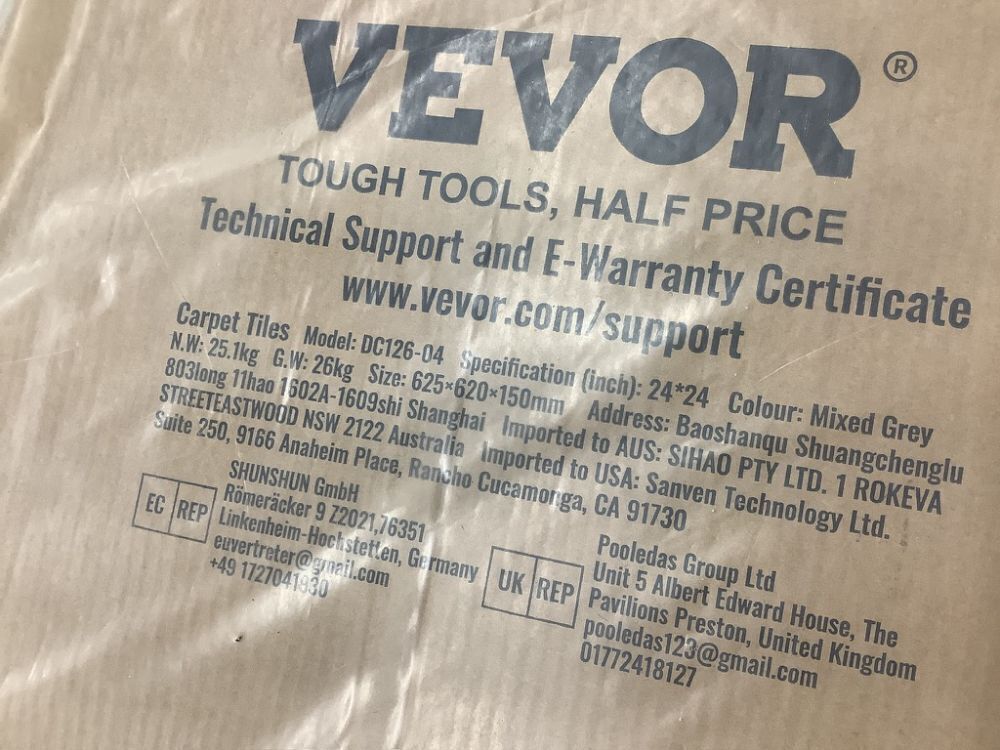 VEVOR®
TOUGH TOOLS, HALF PRICE
Technical Support and E-Warranty Certificate
www.vevor.com/support
Carpet Tiles Model: DC126-04 Specification (inch): 24*24 Colour: Mixed Grey
N.W: 25.1kg G.W: 26kg Size: 625×620×150mm Address: Baoshanqu Shuangchenglu
803long 11hao 1602A-1609shi Shanghai Imported to AUS: SIHAO PTY LTD. 1 ROKEVA
STREETEASTWOOD NSW 2122 Australia Imported to USA: Sanven Technology Ltd.
Suite 250, 9166 Anaheim Place, Rancho Cucamonga, CA 91730
EC REP
SHUNSHUN GmbH
Römeräcker 9 Z2021,76351
Linkenheim-Hochstetten, Germany
euvertreter@gmail.com
+49 1727041930
UK REP
Pooledas Group Ltd
Unit 5 Albert Edward House, The
Pavilions Preston, United Kingdom
pooledas123@gmail.com
01772418127